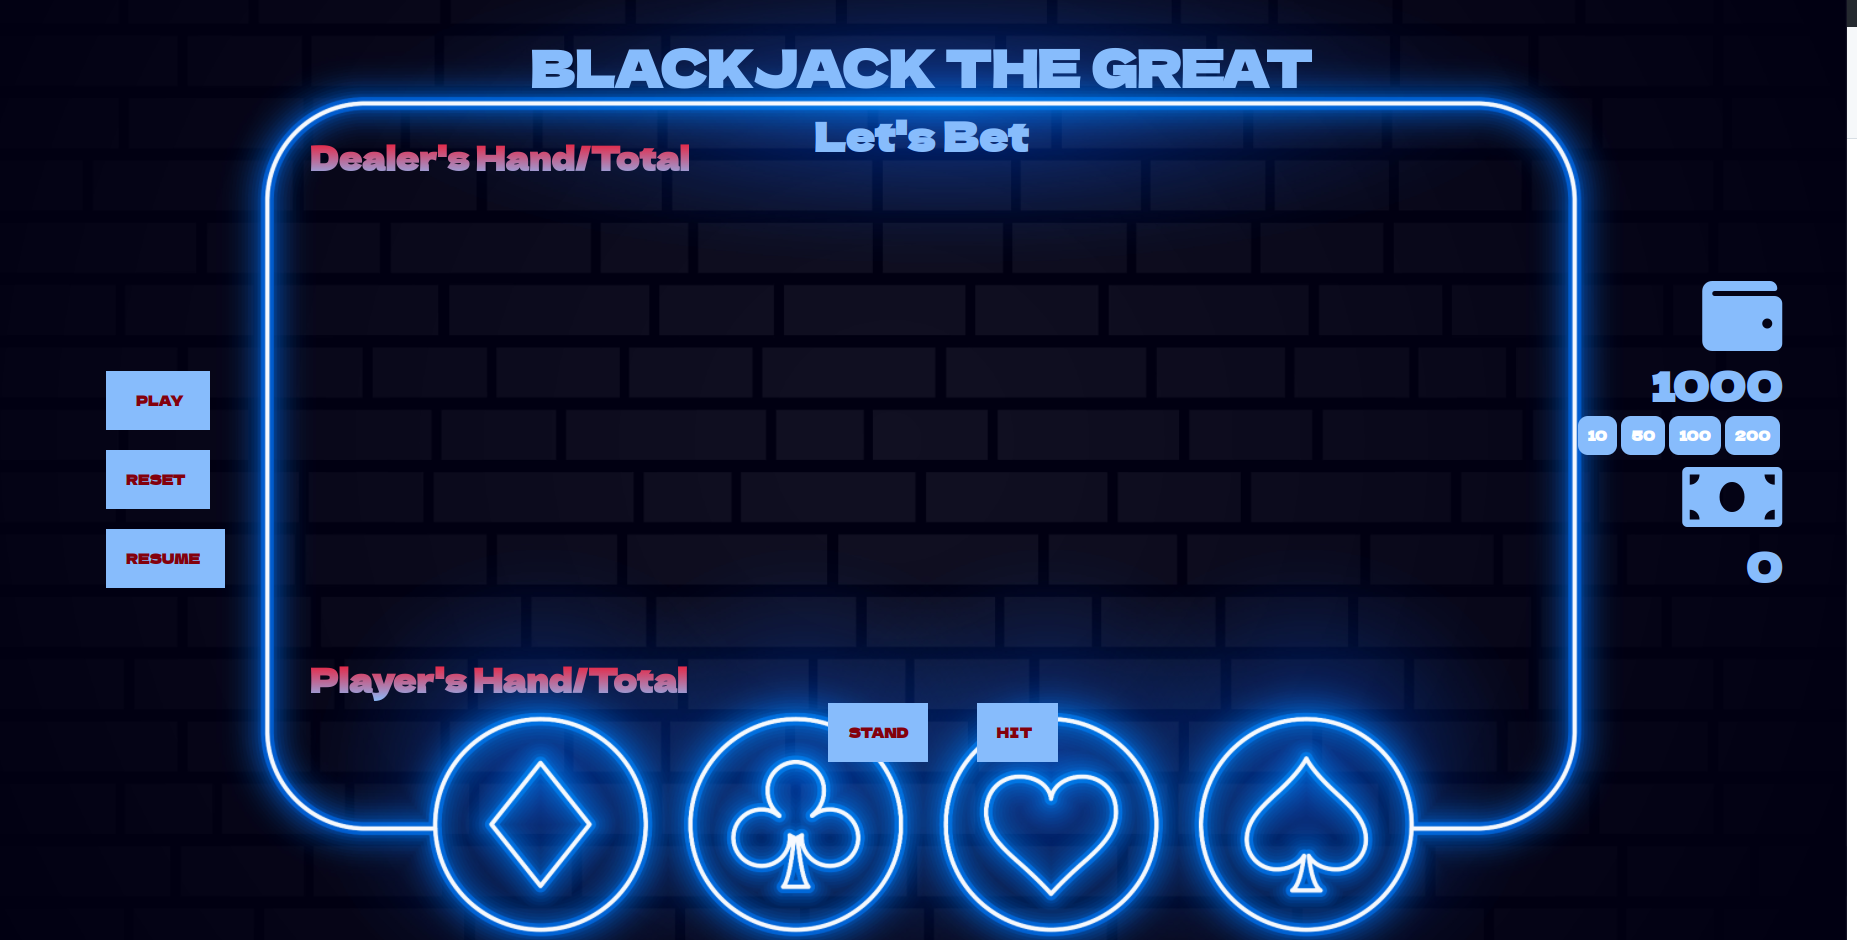 BLACKJACK THE GREAT
Let's Bet
Dealer's Hand/Total
PLAY
RESET
RESUME
1000
10 50 100 200
0
Player's Hand/Total
STAND HIT